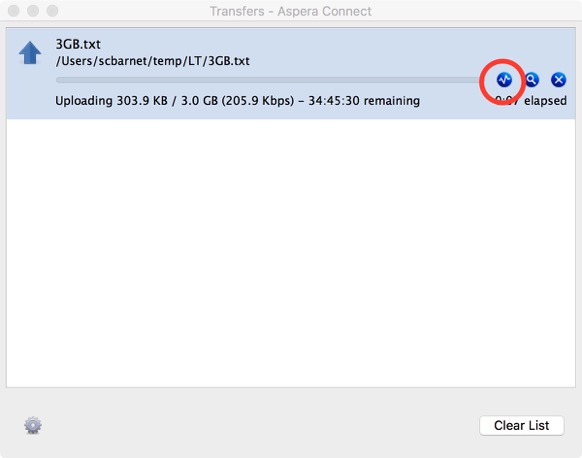 Transfers - Aspera Connect
3GB.txt
/Users/scbarnet/temp/LT/3GB.txt
Uploading 303.9 KB / 3.0 GB (205.9 Kbps) - 34:45:30 remaining
elapsed
Clear List